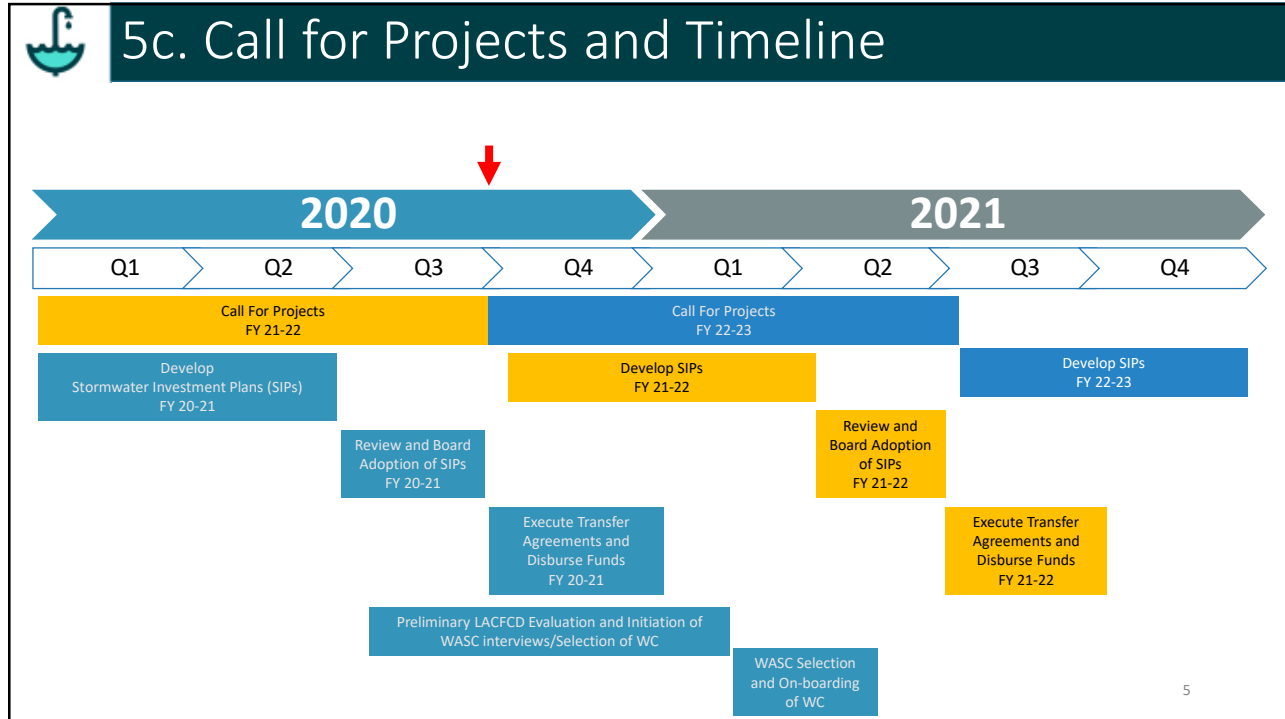 5c. Call for Projects and Timeline
2020
2021
Q1
Q2
Q3
Q4
Q1
Q2
Q3
Q4
Call For Projects
FY 21-22
Call For Projects
FY 22-23
Develop
Stormwater Investment Plans (SIPs)
FY 20-21
Develop SIPs
FY 21-22
Develop SIPs
FY 22-23
Review and Board
Adoption of SIPs
FY 20-21
Review and
Board Adoption
of SIPs
FY 21-22
Execute Transfer
Agreements and
Disburse Funds
FY 20-21
Execute Transfer
Agreements and
Disburse Funds
FY 21-22
Preliminary LACFCD Evaluation and Initiation of
WASC interviews/Selection of WC
WASC Selection
and On-boarding
of WC
5